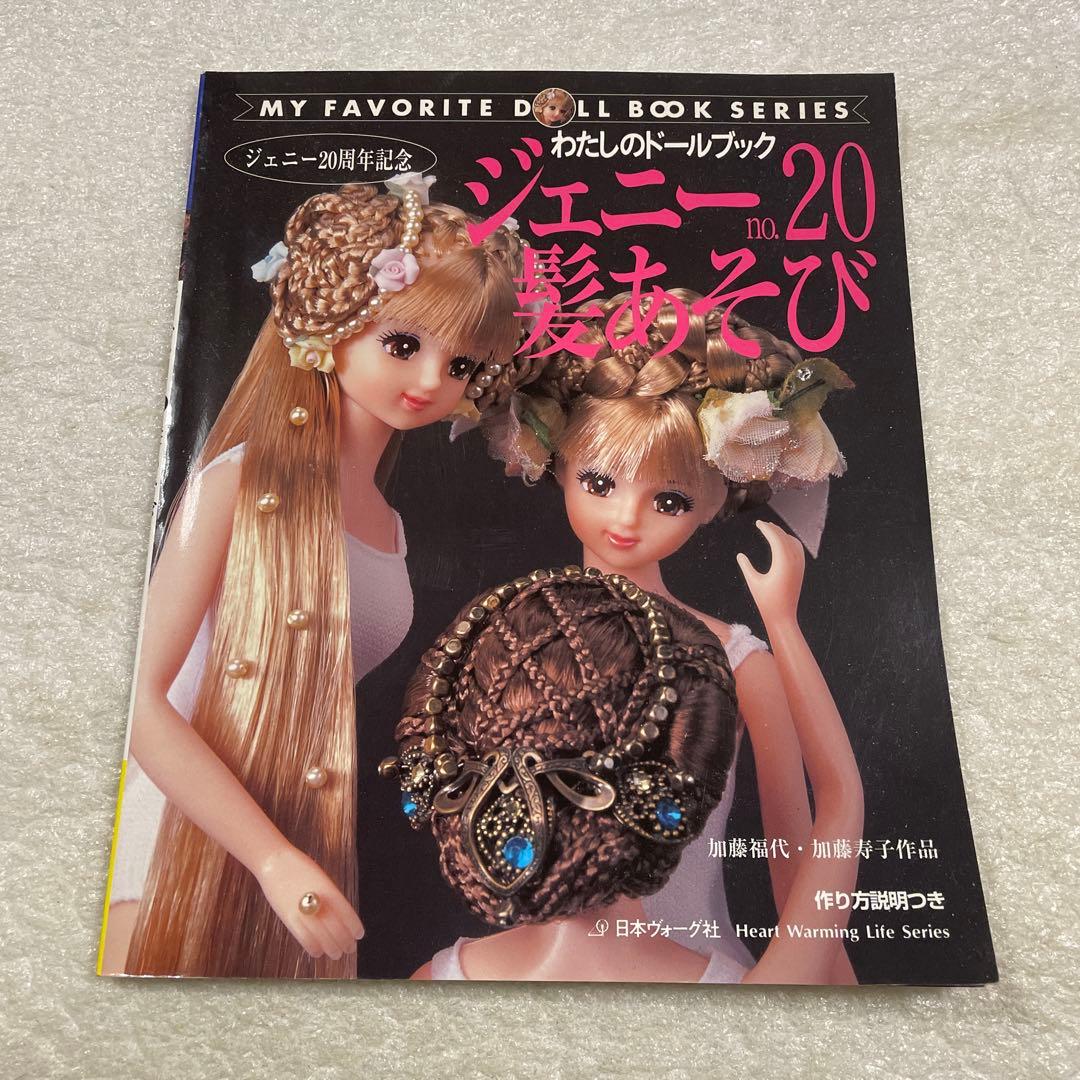 MY FAVORITE DOLL BOOK SERIES
わたしのドールブック
ジェニー20周年記念
ジェニー no.20
髪あそび
加藤福代・加藤寿子作品
作り方説明つき
日本ヴォーグ社 Heart Warming Life Series